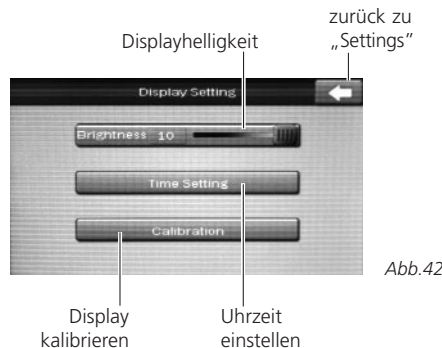 zurück zu
„Settings”
Displayhelligkeit
Display Setting
Brightness 10
Time Setting
Calibration
Abb.42
Display
kalibrieren
Uhrzeit
einstellen